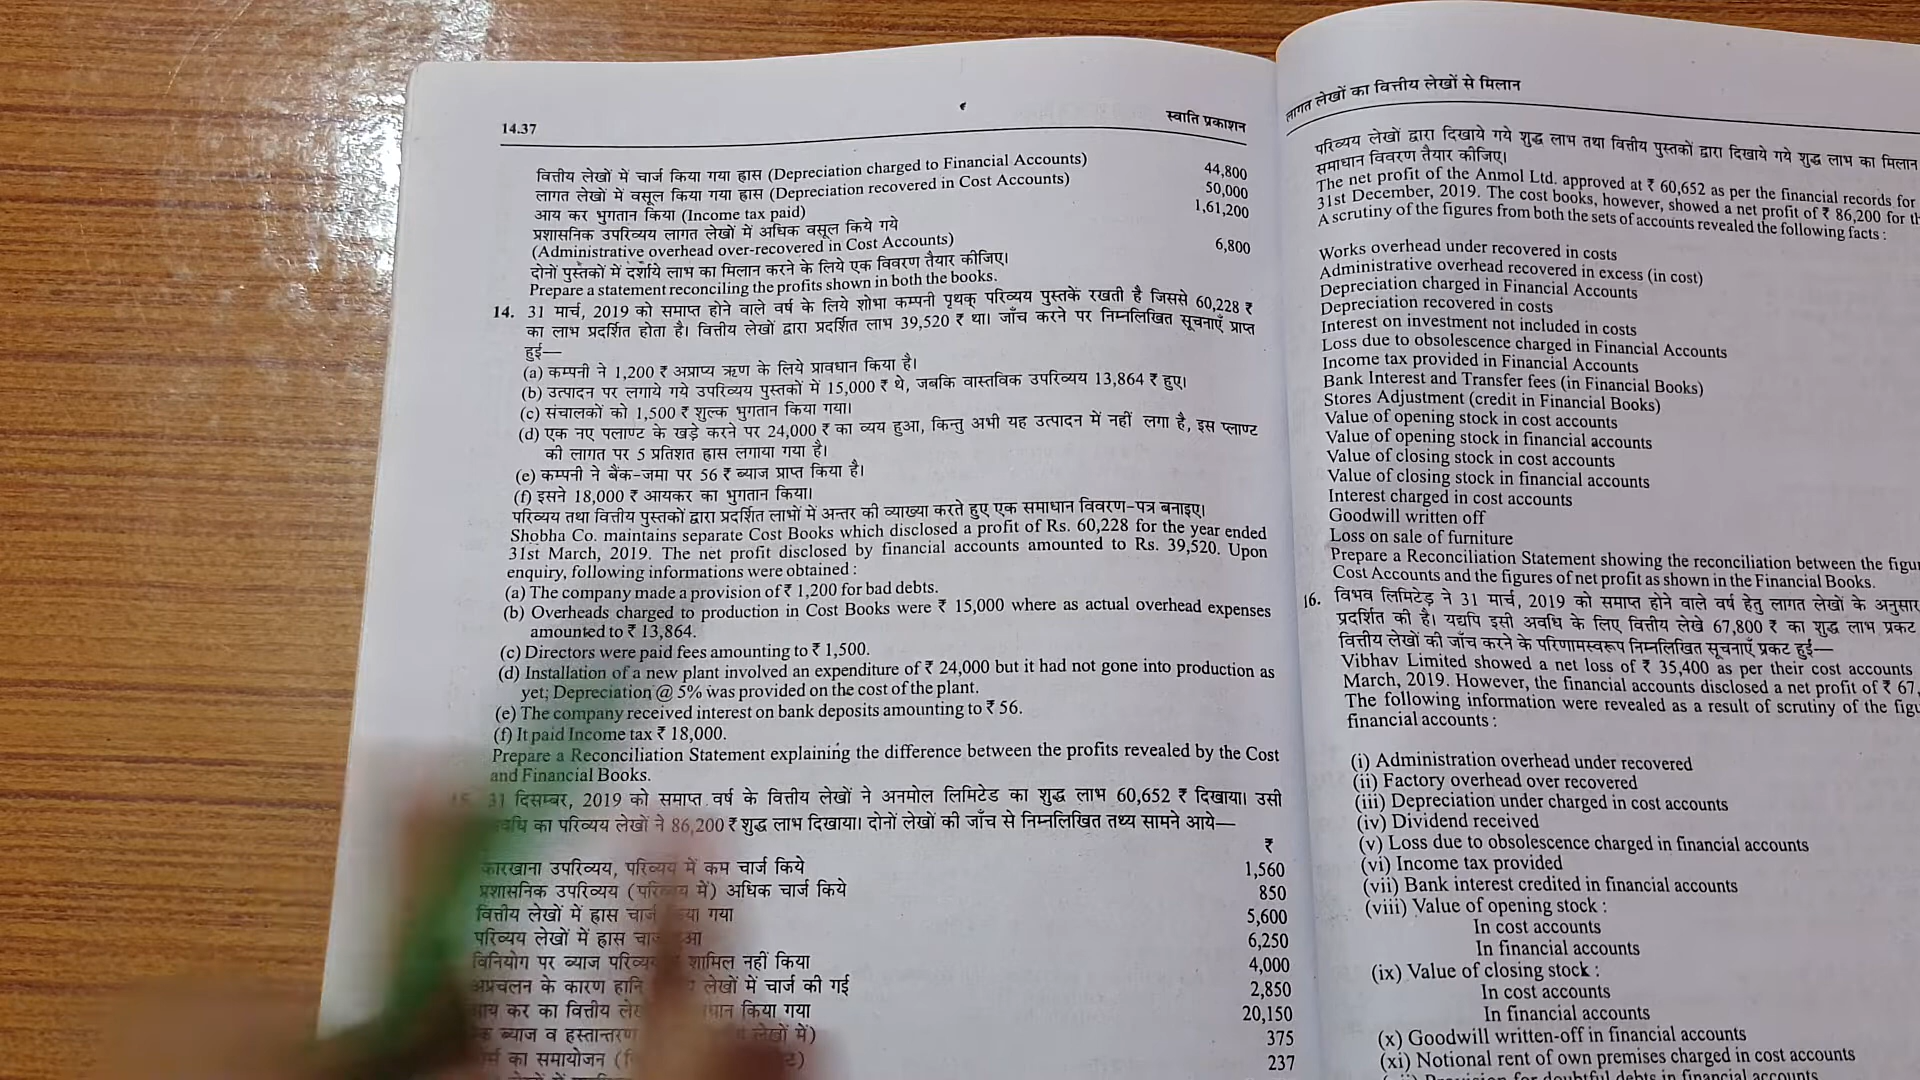 14.37
स्वाति प्रकाशन
वित्तीय लेखों में चार्ज किया गया ह्रास (Depreciation charged to Financial Accounts) 44,800
लागत लेखों में वसूल किया गया ह्रास (Depreciation recovered in Cost Accounts) 50,000
आय कर भुगतान किया (Income tax paid) 1,61,200
प्रशासनिक उपरिव्यय लागत लेखों में अधिक वसूल किये गये
(Administrative overhead over-recovered in Cost Accounts) 6,800
दोनों पुस्तकों में दर्शाये लाभ का मिलान करने के लिये एक विवरण तैयार कीजिए।
Prepare a statement reconciling the profits shown in both the books.
14. 31 मार्च, 2019 को समाप्त होने वाले वर्ष के लिये शोभा कम्पनी पृथक् परिव्यय पुस्तकें रखती है जिससे 60,228 ₹
का लाभ प्रदर्शित होता है। वित्तीय लेखों द्वारा प्रदर्शित लाभ 39,520 ₹ था। जाँच करने पर निम्नलिखित सूचनाएँ प्राप्त
हुई—
(a) कम्पनी ने 1,200 ₹ अप्राप्य ऋण के लिये प्रावधान किया है।
(b) उत्पादन पर लगाये गये उपरिव्यय पुस्तकों में 15,000 ₹ थे, जबकि वास्तविक उपरिव्यय 13,864 ₹ हुए।
(c) संचालकों को 1,500 ₹ शुल्क भुगतान किया गया।
(d) एक नए पलाण्ट के खड़े करने पर 24,000 ₹ का व्यय हुआ, किन्तु अभी यह उत्पादन में नहीं लगा है, इस प्लाण्ट
की लागत पर 5 प्रतिशत ह्रास लगाया गया है।
(e) कम्पनी ने बैंक-जमा पर 56 ₹ ब्याज प्राप्त किया है।
(f) इसने 18,000 ₹ आयकर का भुगतान किया।
परिव्यय तथा वित्तीय पुस्तकों द्वारा प्रदर्शित लाभों में अन्तर की व्याख्या करते हुए एक समाधान विवरण-पत्र बनाइए।
Shobha Co. maintains separate Cost Books which disclosed a profit of Rs. 60,228 for the year ended
31st March, 2019. The net profit disclosed by financial accounts amounted to Rs. 39,520. Upon
enquiry, following informations were obtained :
(a) The company made a provision of ₹ 1,200 for bad debts.
(b) Overheads charged to production in Cost Books were ₹ 15,000 where as actual overhead expenses
amounted to ₹ 13,864.
(c) Directors were paid fees amounting to ₹ 1,500.
(d) Installation of a new plant involved an expenditure of ₹ 24,000 but it had not gone into production as
yet; Depreciation @ 5% was provided on the cost of the plant.
(e) The company received interest on bank deposits amounting to ₹ 56.
(f) It paid Income tax ₹ 18,000.
Prepare a Reconciliation Statement explaining the difference between the profits revealed by the Cost
and Financial Books.
15. 31 दिसम्बर, 2019 को समाप्त वर्ष के वित्तीय लेखों ने अनमोल लिमिटेड का शुद्ध लाभ 60,652 ₹ दिखाया। उसी
का परिव्यय लेखों ने 86,200 ₹ शुद्ध लाभ दिखाया। दोनों लेखों की जाँच से निम्नलिखित तथ्य सामने आये—
₹
कारखाना उपरिव्यय, परिव्यय में कम चार्ज किये 1,560
प्रशासनिक उपरिव्यय (परिव्यय में) अधिक चार्ज किये 850
वित्तीय लेखों में ह्रास चार्ज किया गया 5,600
परिव्यय लेखों में ह्रास 6,250
विनियोग पर ब्याज शामिल नहीं किया 4,000
अप्रचलन के कारण हानि लेखों में चार्ज की गई 2,850
कर का वित्तीय किया गया 20,150
ब्याज व हस्तान्तरण लेखों में) 375
का समायोजन 237
लागत लेखों का वित्तीय लेखों से मिलान
परिव्यय लेखों द्वारा दिखाये गये शुद्ध लाभ तथा वित्तीय पुस्तकों द्वारा दिखाये गये शुद्ध लाभ का मिलान
समाधान विवरण तैयार कीजिए।
The net profit of the Anmol Ltd. approved at ₹ 60,652 as per the financial records for
31st December, 2019. The cost books, however, showed a net profit of ₹ 86,200 for
A scrutiny of the figures from both the sets of accounts revealed the following facts :
Works overhead under recovered in costs
Administrative overhead recovered in excess (in cost)
Depreciation charged in Financial Accounts
Depreciation recovered in costs
Interest on investment not included in costs
Loss due to obsolescence charged in Financial Accounts
Income tax provided in Financial Accounts
Bank Interest and Transfer fees (in Financial Books)
Stores Adjustment (credit in Financial Books)
Value of opening stock in cost accounts
Value of opening stock in financial accounts
Value of closing stock in cost accounts
Value of closing stock in financial accounts
Interest charged in cost accounts
Goodwill written off
Loss on sale of furniture
Prepare a Reconciliation Statement showing the reconciliation between the
Cost Accounts and the figures of net profit as shown in the Financial Books.
16. विभव लिमिटेड ने 31 मार्च, 2019 को समाप्त होने वाले वर्ष हेतु लागत लेखों के अनुसार
प्रदर्शित की है। यद्यपि इसी अवधि के लिए वित्तीय लेखे 67,800 ₹ का शुद्ध लाभ प्रकट
वित्तीय लेखों की जाँच करने के परिणामस्वरूप निम्नलिखित सूचनाएँ प्रकट हुई—
Vibhav Limited showed a net loss of ₹ 35,400 as per their cost accounts
March, 2019. However, the financial accounts disclosed a net profit of ₹ 67,
The following information were revealed as a result of scrutiny of the
financial accounts :
(i) Administration overhead under recovered
(ii) Factory overhead over recovered
(iii) Depreciation under charged in cost accounts
(iv) Dividend received
(v) Loss due to obsolescence charged in financial accounts
(vi) Income tax provided
(vii) Bank interest credited in financial accounts
(viii) Value of opening stock :
In cost accounts
In financial accounts
(ix) Value of closing stock :
In cost accounts
In financial accounts
(x) Goodwill written-off in financial accounts
(xi) Notional rent of own premises charged in cost accounts
Provision for doubtful debts in financial accounts